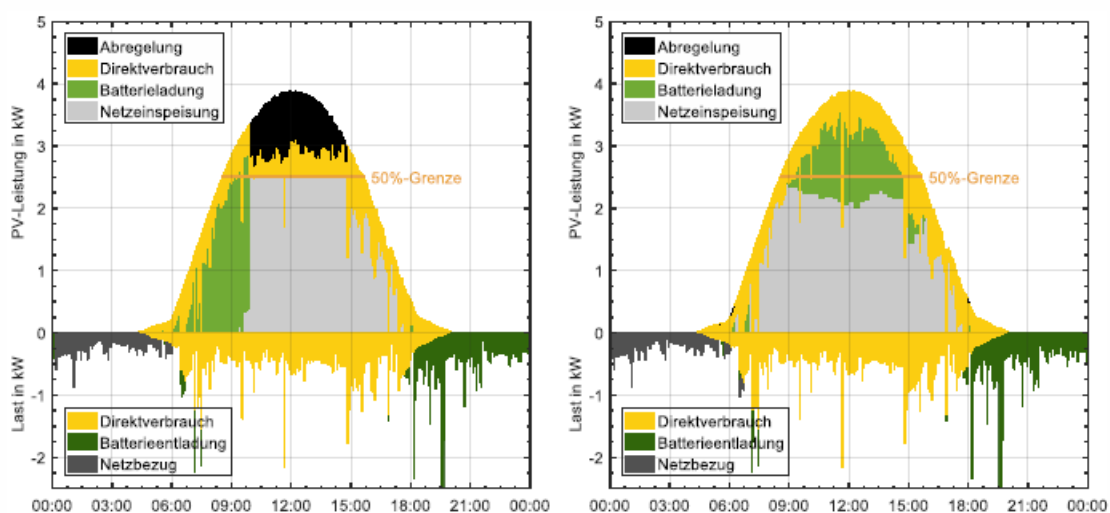 5
4
3
2
1
0
-1
-2
PV-Leistung in kW
Last in kW
Abregelung
Direktverbrauch
Batterieladung
Netzeinspeisung
50%-Grenze
Direktverbrauch
Batterieentladung
Netzbezug
00:00 03:00 06:00 09:00 12:00 15:00 18:00 21:00 00:00
5
4
3
2
1
0
-1
-2
PV-Leistung in kW
Last in kW
Abregelung
Direktverbrauch
Batterieladung
Netzeinspeisung
50%-Grenze
Direktverbrauch
Batterieentladung
Netzbezug
00:00 03:00 06:00 09:00 12:00 15:00 18:00 21:00 00:00